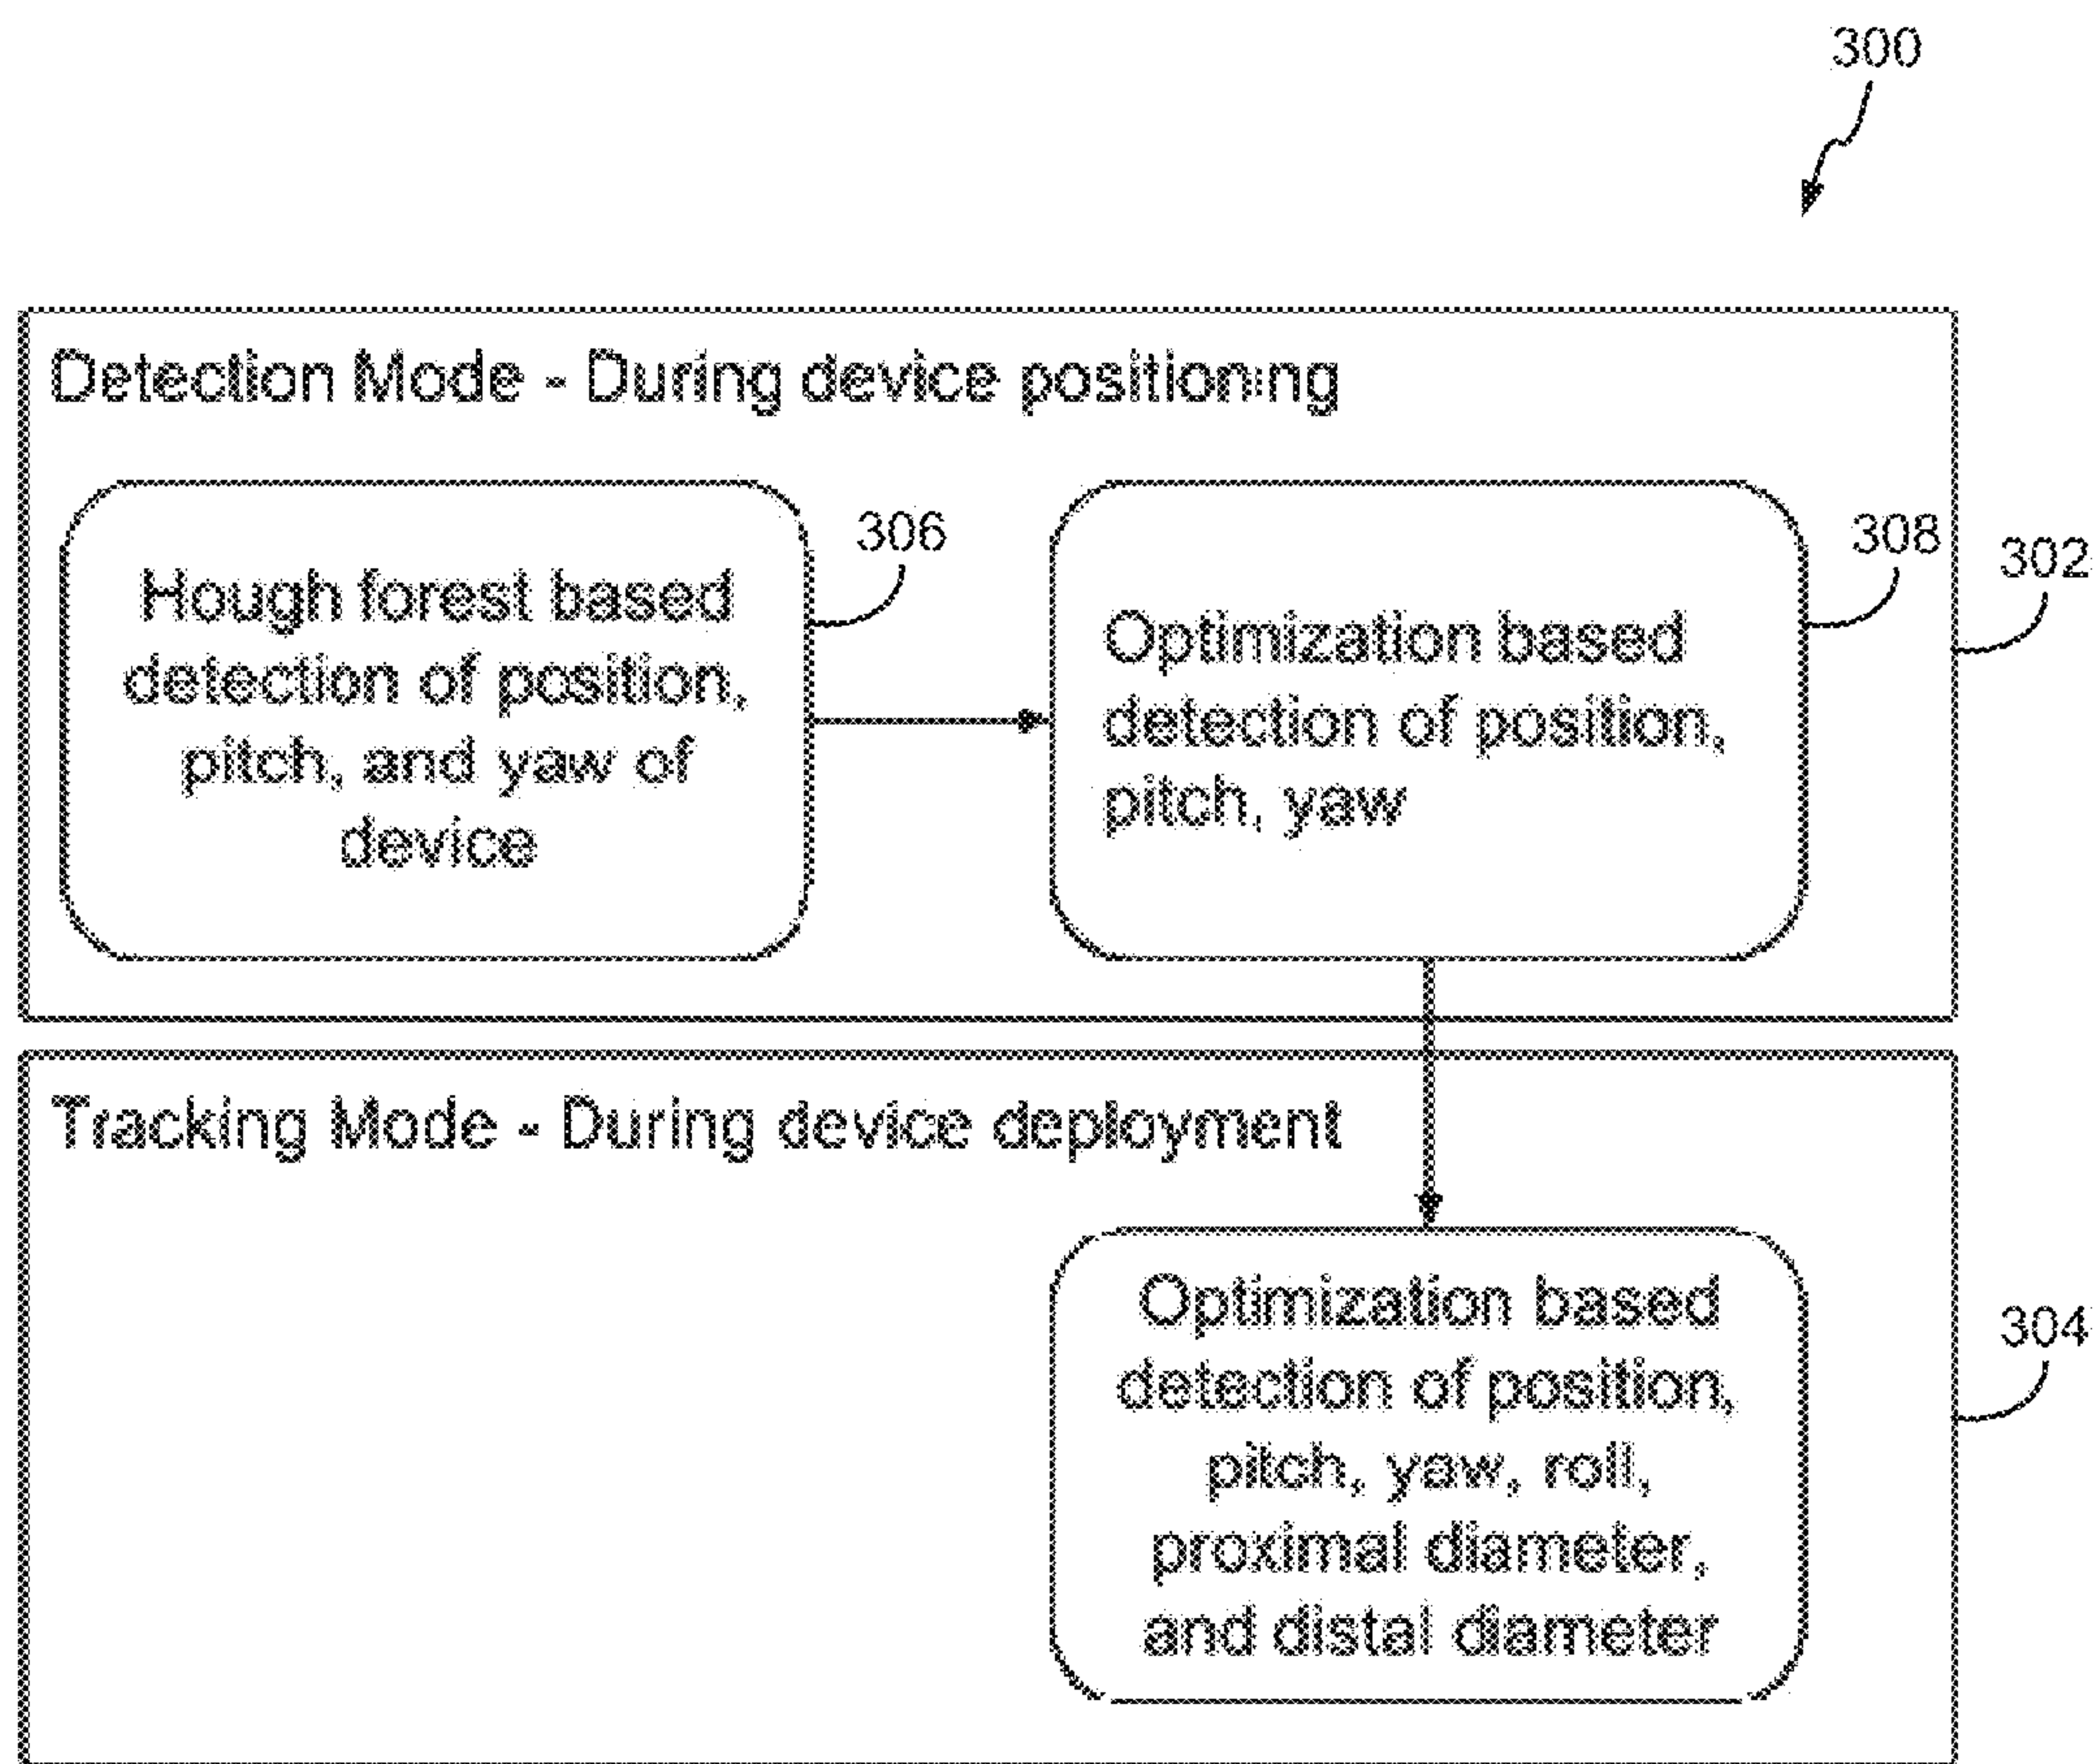 300
Detection Mode - During device positioning
306
308
302
Hough forest based
detection of position,
pitch, and yaw of
device
Optimization based
detection of position,
pitch, yaw
Tracking Mode - During device deployment
304
Optimization based
detection of position,
pitch, yaw, roll,
proximal diameter,
and distal diameter